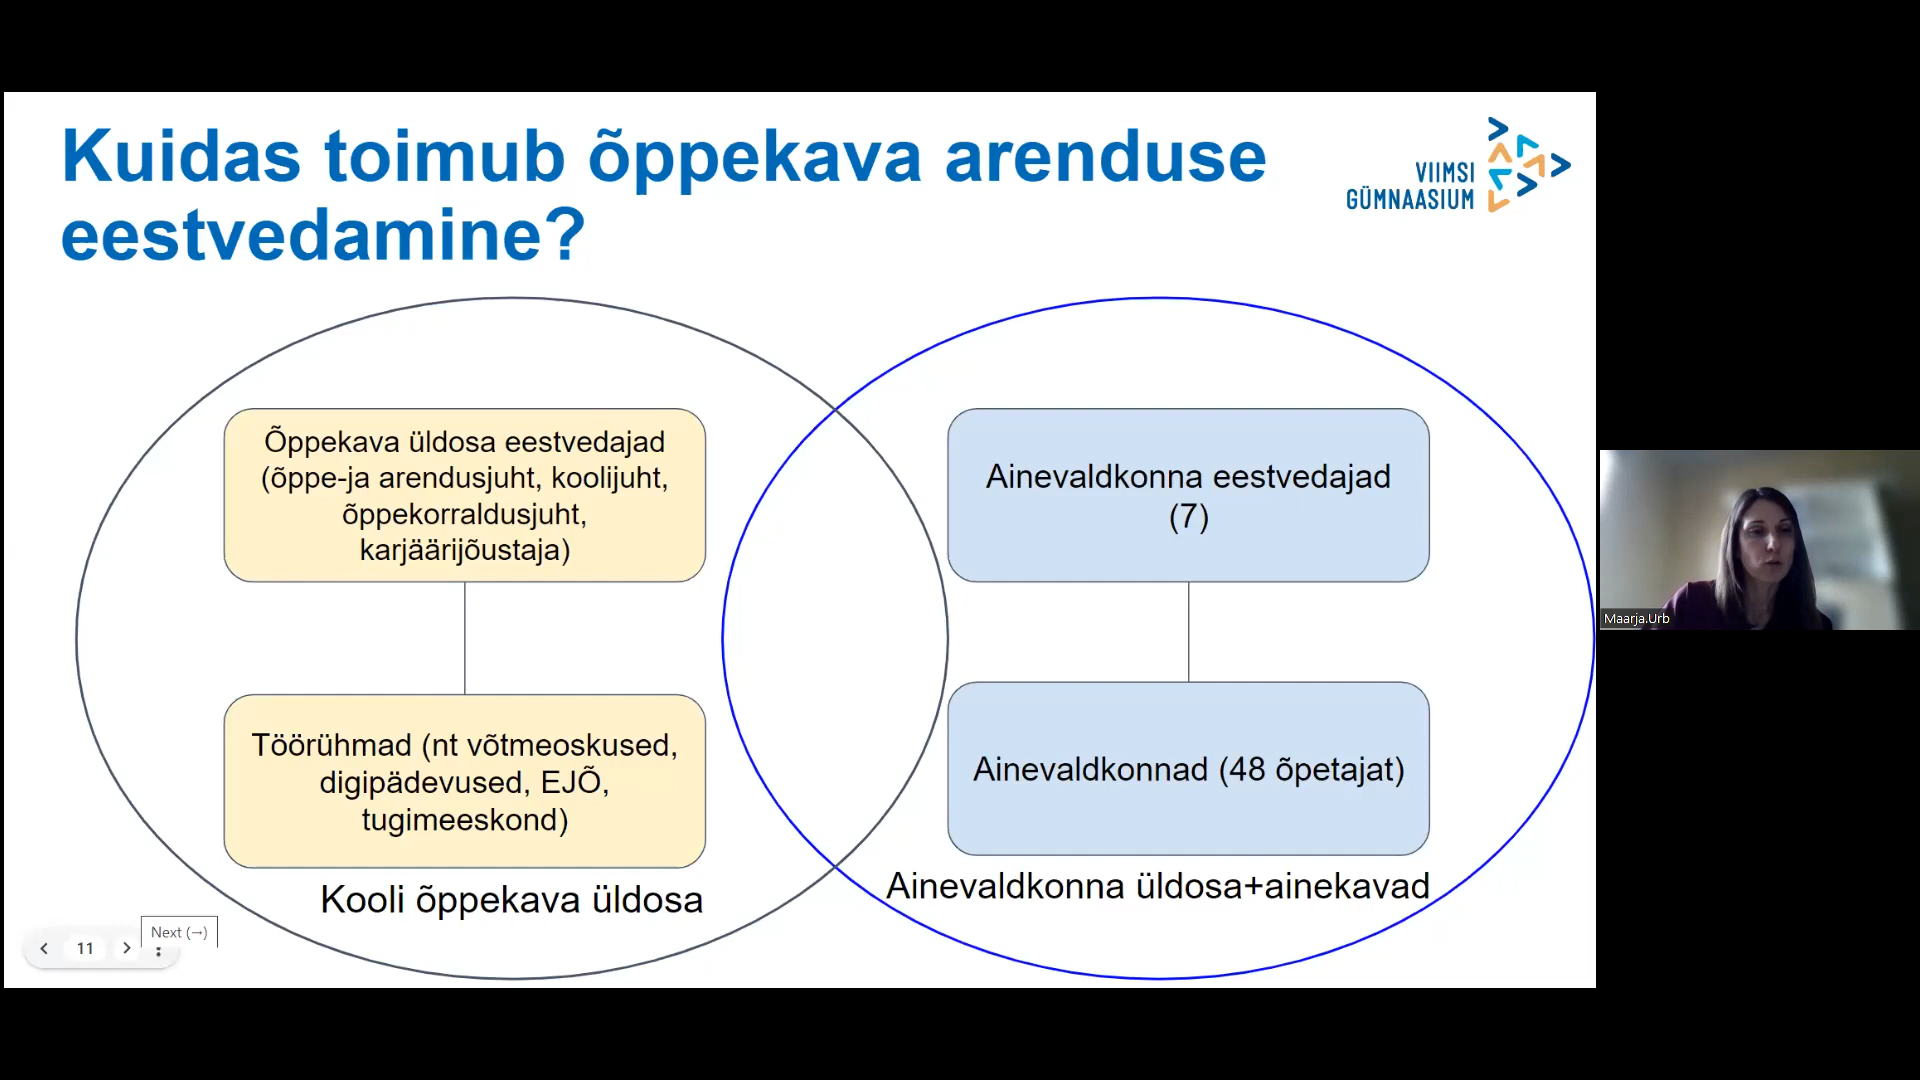 Kuidas toimub õppekava arenduse
eestvedamine?
VIIMSI
GÜMNAASIUM
Õppekava üldosa eestvedajad
(õppe-ja arendusjuht, koolijuht,
õppekorraldusjuht,
karjäärijõustaja)
Ainevaldkonna eestvedajad
(7)
Töörühmad (nt võtmeoskused,
digipädevused, EJÕ,
tugimeeskond)
Ainevaldkonnad (48 õpetajat)
Kooli õppekava üldosa
Ainevaldkonna üldosa+ainekavad
Next (→)
11
Maarja.Urb